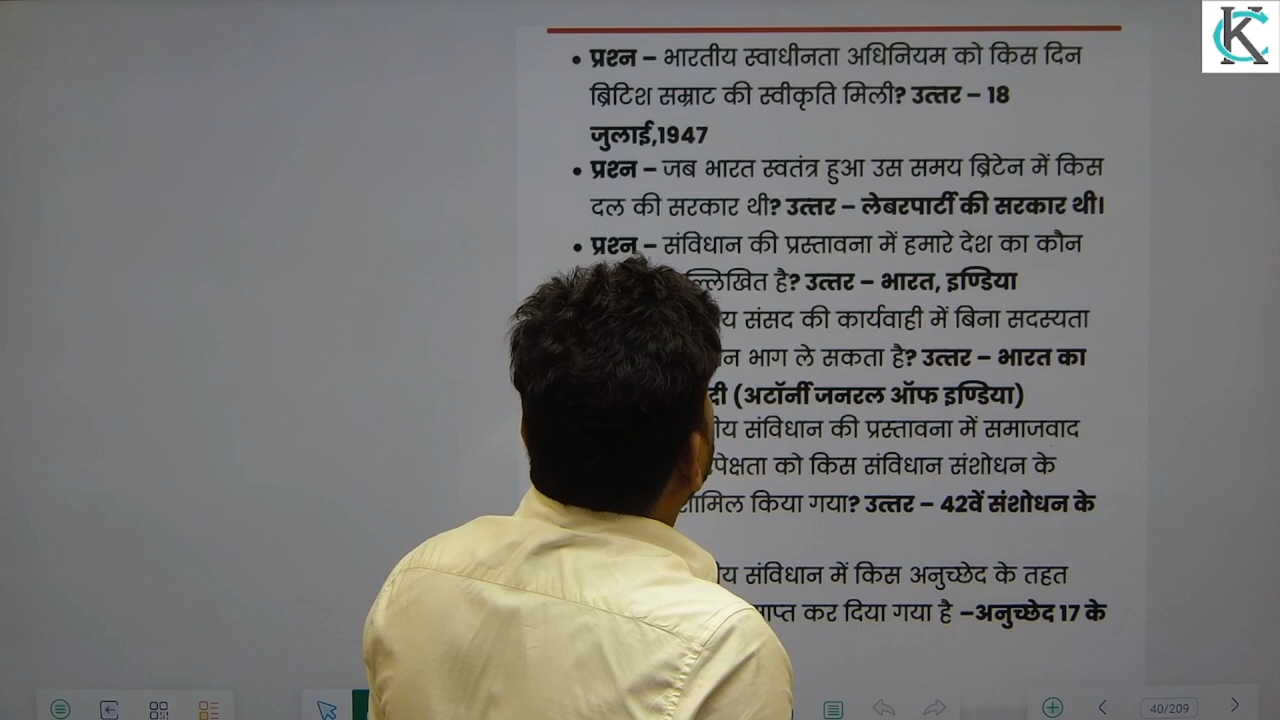 • प्रश्न – भारतीय स्वाधीनता अधिनियम को किस दिन
ब्रिटिश सम्राट की स्वीकृति मिली? उत्तर – 18
जुलाई,1947
• प्रश्न – जब भारत स्वतंत्र हुआ उस समय ब्रिटेन में किस
दल की सरकार थी? उत्तर – लेबरपार्टी की सरकार थी।
• प्रश्न – संविधान की प्रस्तावना में हमारे देश का कौन
है? उत्तर – भारत, इण्डिया
संसद की कार्यवाही में बिना सदस्यता
भाग ले सकता है? उत्तर – भारत का
(अटॉर्नी जनरल ऑफ इण्डिया)
संविधान की प्रस्तावना में समाजवाद
को किस संविधान संशोधन के
किया गया? उत्तर – 42वें संशोधन के
संविधान में किस अनुच्छेद के तहत
कर दिया गया है –अनुच्छेद 17 के
40/209